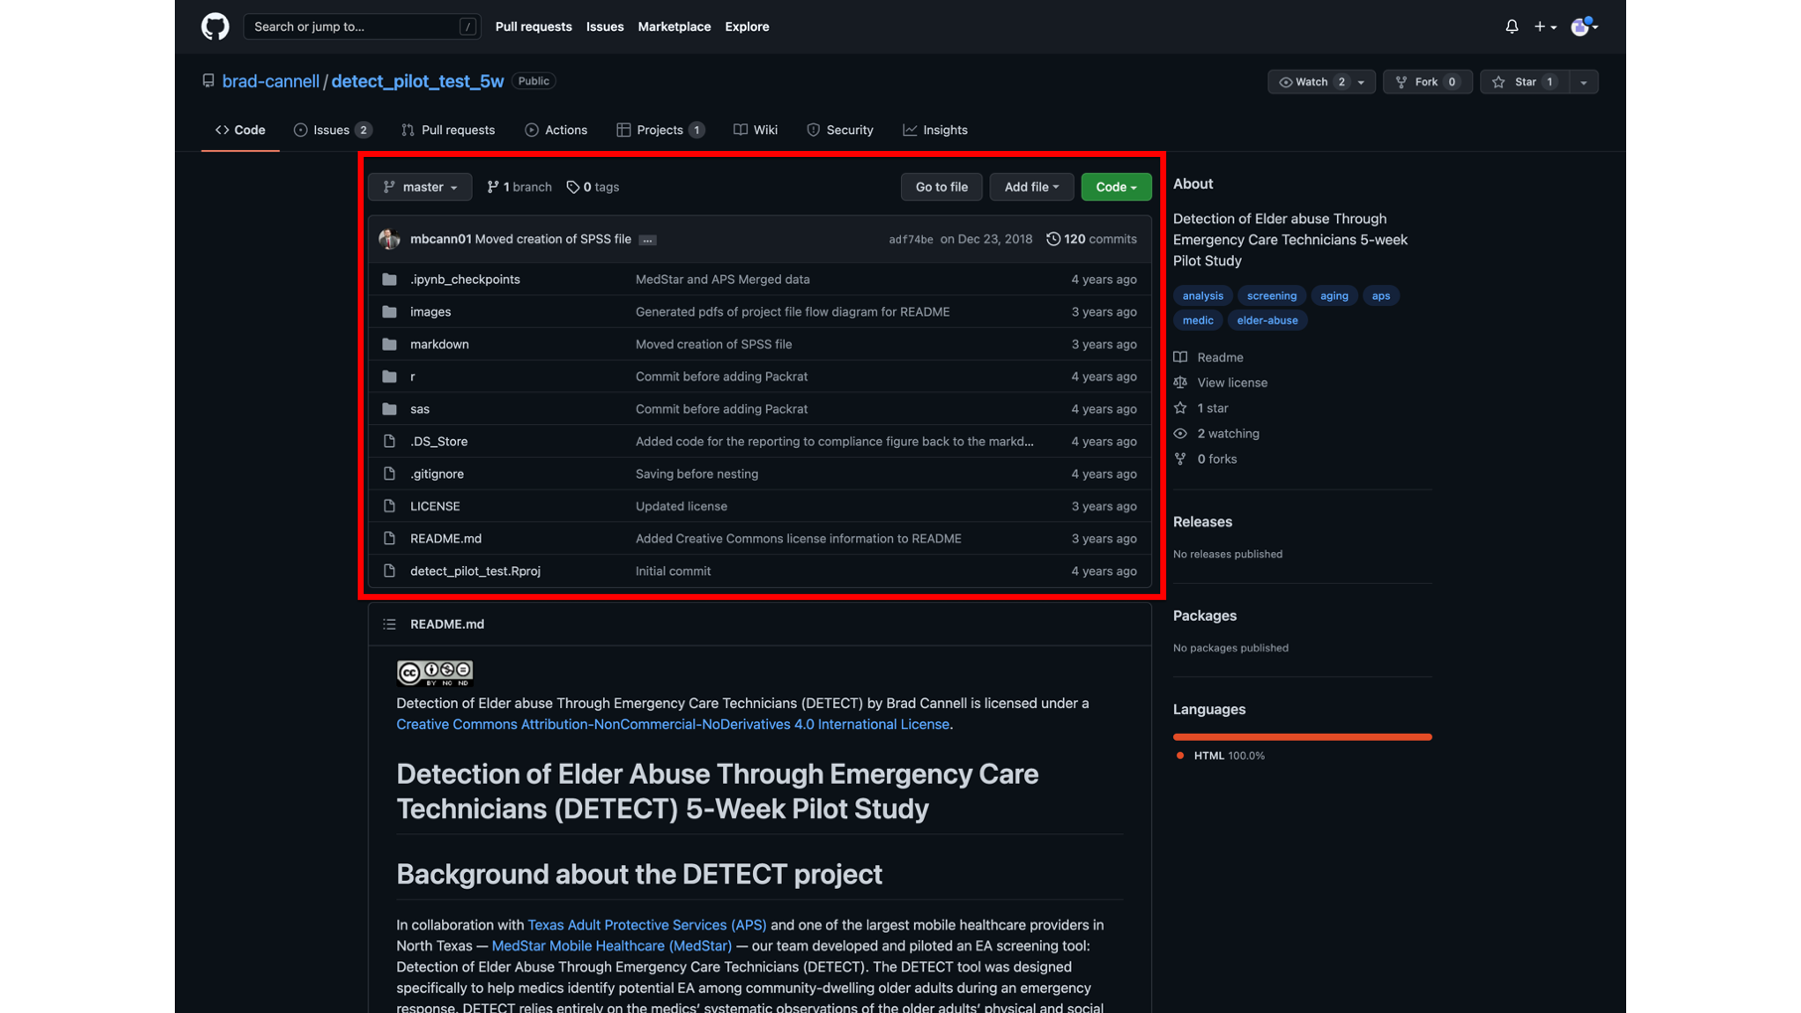 Search or jump to... /
Pull requests Issues Marketplace Explore
brad-cannell / detect_pilot_test_5w Public
Watch 2
Fork 0
Star 1
Code
Issues 2
Pull requests
Actions
Projects 1
Wiki
Security
Insights
master 1 branch 0 tags Go to file Add file Code
mbcann01 Moved creation of SPSS file ... adf74be on Dec 23, 2018 120 commits
.ipynb_checkpoints MedStar and APS Merged data 4 years ago
images Generated pdfs of project file flow diagram for README 3 years ago
markdown Moved creation of SPSS file 3 years ago
r Commit before adding Packrat 4 years ago
sas Commit before adding Packrat 4 years ago
.DS_Store Added code for the reporting to compliance figure back to the markd... 4 years ago
.gitignore Saving before nesting 4 years ago
LICENSE Updated license 3 years ago
README.md Added Creative Commons license information to README 3 years ago
detect_pilot_test.Rproj Initial commit 4 years ago
README.md
CC BY NC ND
Detection of Elder abuse Through Emergency Care Technicians (DETECT) by Brad Cannell is licensed under a
Creative Commons Attribution-NonCommercial-NoDerivatives 4.0 International License.
Detection of Elder Abuse Through Emergency Care
Technicians (DETECT) 5-Week Pilot Study
Background about the DETECT project
In collaboration with Texas Adult Protective Services (APS) and one of the largest mobile healthcare providers in
North Texas — MedStar Mobile Healthcare (MedStar) — our team developed and piloted an EA screening tool:
Detection of Elder Abuse Through Emergency Care Technicians (DETECT). The DETECT tool was designed
specifically to help medics identify potential EA among community-dwelling older adults during an emergency
response. DETECT relies entirely on the medics' systematic observations of the older adults' physical and social
About
Detection of Elder abuse Through
Emergency Care Technicians 5-week
Pilot Study
analysis screening aging aps
medic elder-abuse
Readme
View license
1 star
2 watching
0 forks
Releases
No releases published
Packages
No packages published
Languages
HTML 100.0%